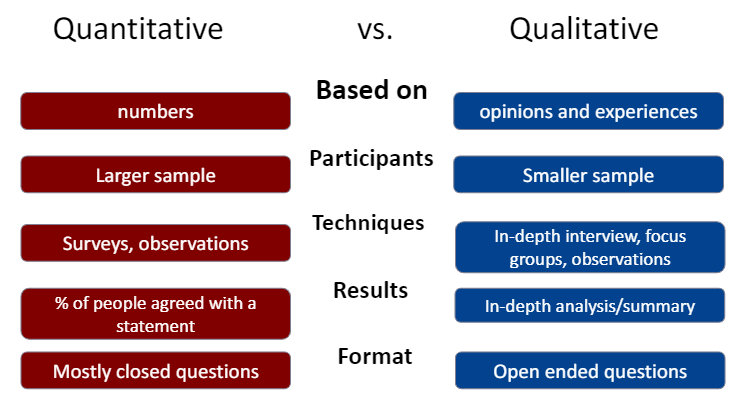 Quantitative vs. Qualitative
Based on
numbers
opinions and experiences
Participants
Larger sample
Smaller sample
Techniques
Surveys, observations
In-depth interview, focus
groups, observations
Results
% of people agreed with a
statement
In-depth analysis/summary
Format
Mostly closed questions
Open ended questions